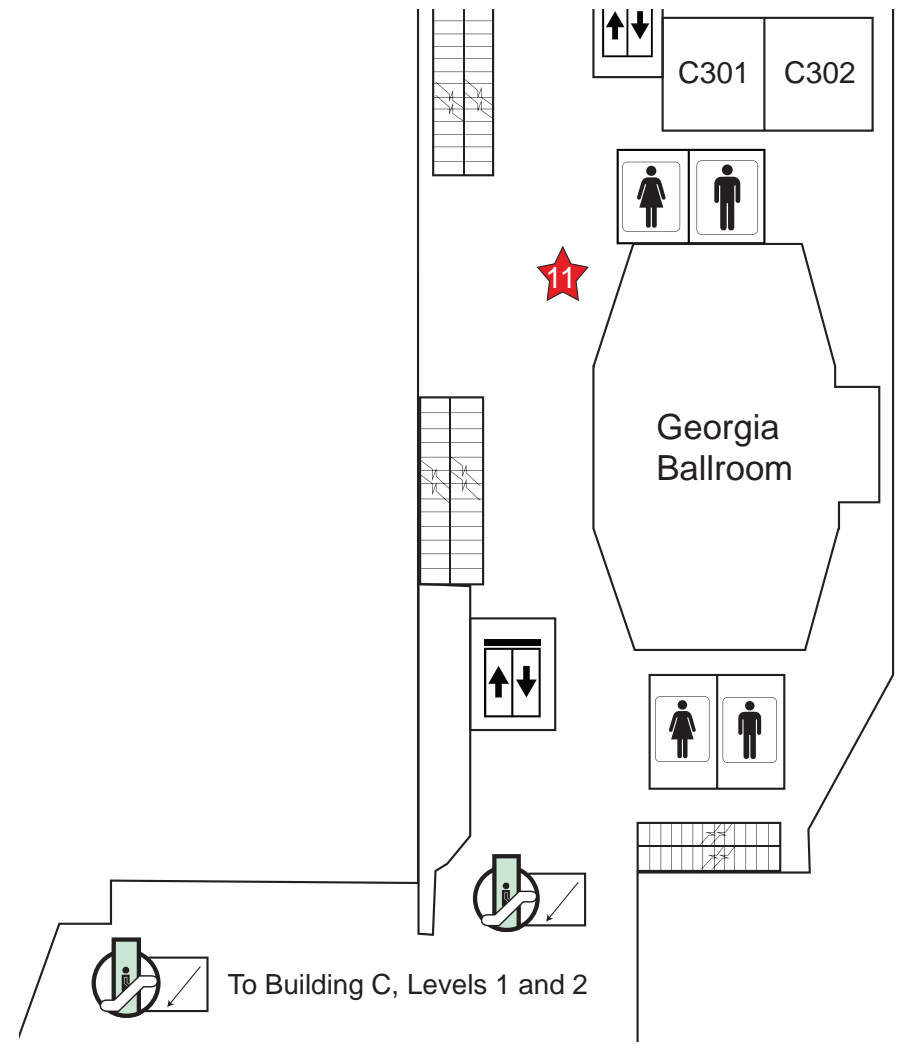 C301
C302
11
Georgia
Ballroom
To Building C, Levels 1 and 2